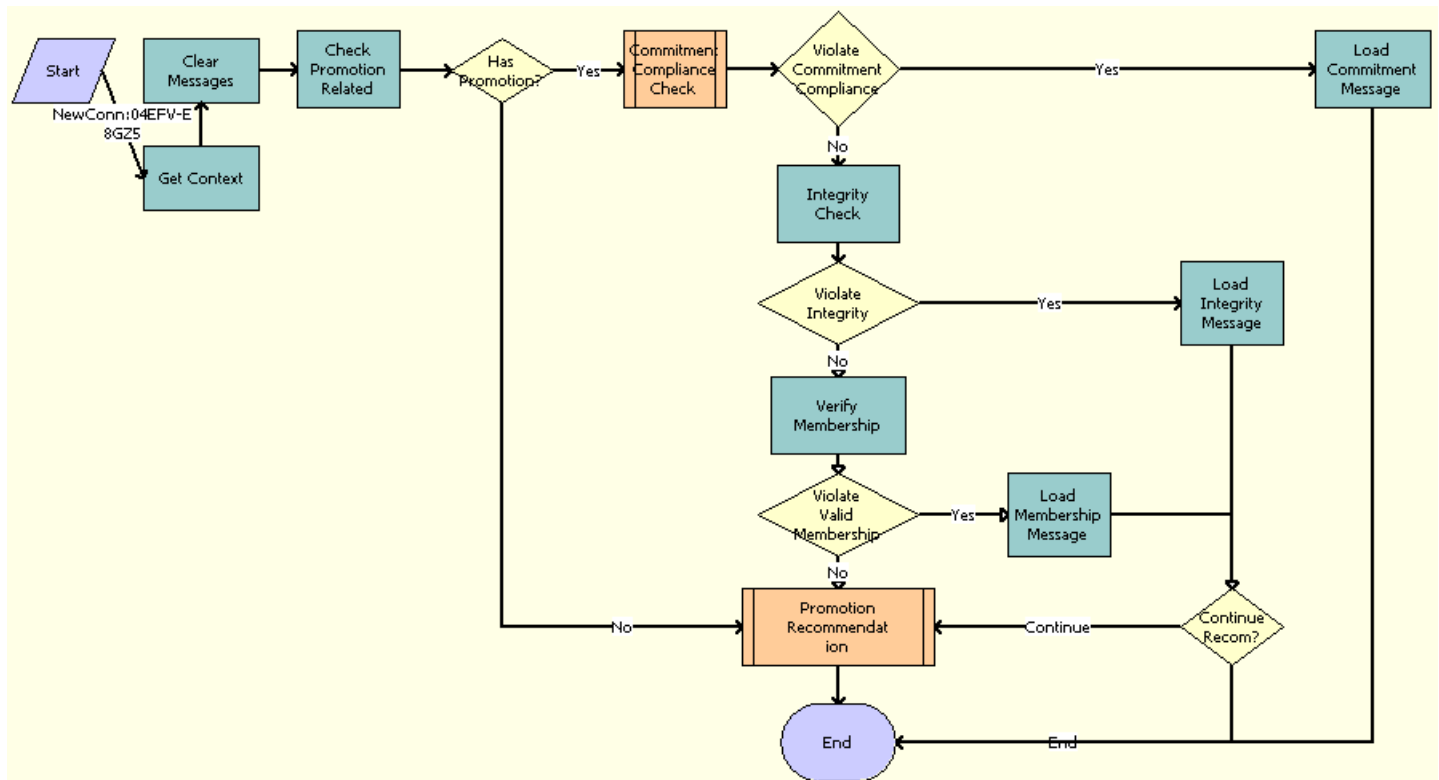 Start
NewConn:04EFV-E
8GZ5
Get Context
Clear
Messages
Check
Promotion
Related
Has
Promotion?
Yes
Commitment
Compliance
Check
Violate
Commitment
Compliance
Yes
Load
Commitment
Message
No
Integrity
Check
Violate
Integrity
Yes
Load
Integrity
Message
No
Verify
Membership
Violate
Valid
Membership
Yes
Load
Membership
Message
No
No
Promotion
Recommendat
ion
Continue
Continue
Recom?
End
End